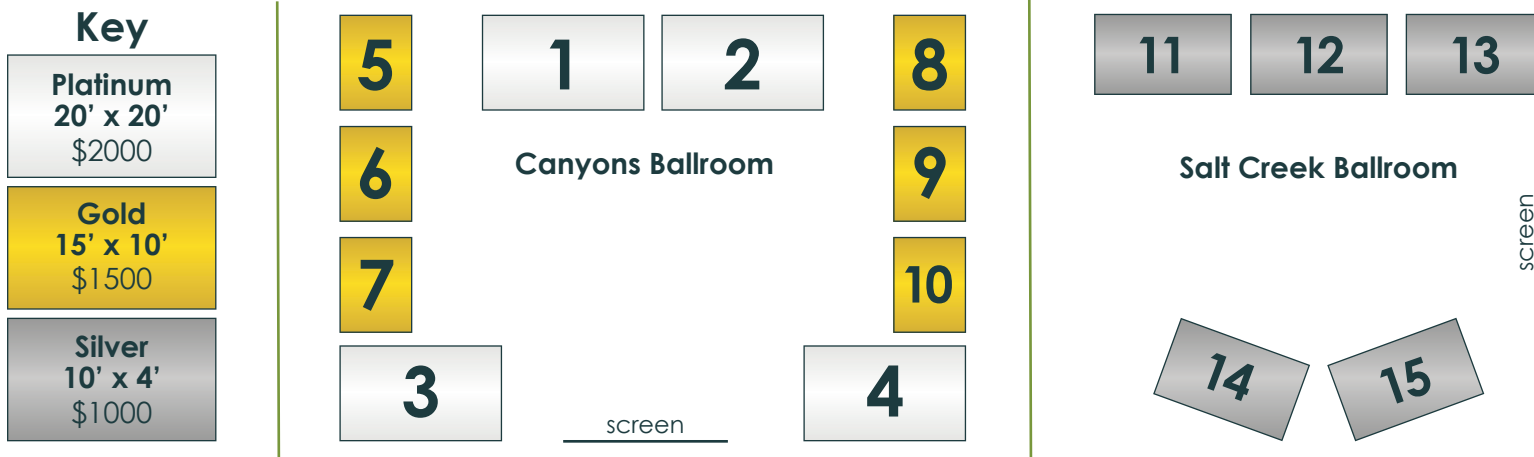 Key
Platinum
20’ x 20’
$2000
Gold
15’ x 10’
$1500
Silver
10’ x 4’
$1000
5
1
2
8
6
Canyons Ballroom
9
7
10
3
screen
4
11
12
13
Salt Creek Ballroom
screen
14
15